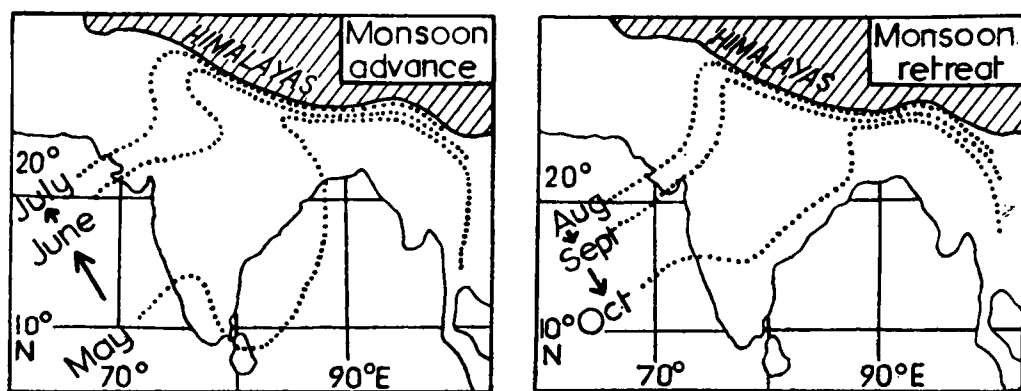 Monsoon
advance
HIMALAYAS
20°
July
June
May
10°
N
70°
90°E
Monsoon
retreat
HIMALAYAS
20°
Aug
Sept
Oct
10°
N
70°
90°E